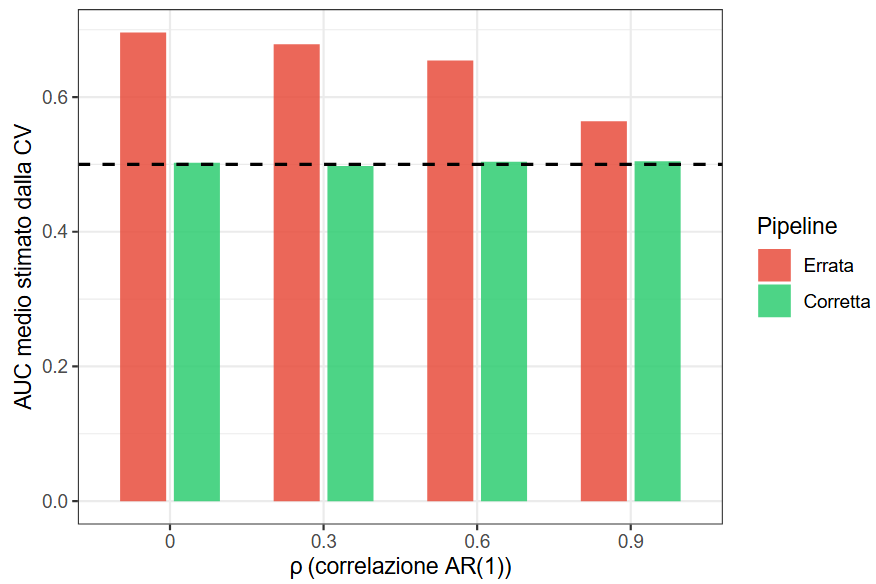 AUC medio stimato dalla CV
0.6
0.4
0.2
0.0
0 0.3 0.6 0.9
ρ (correlazione AR(1))
Pipeline
Errata
Corretta